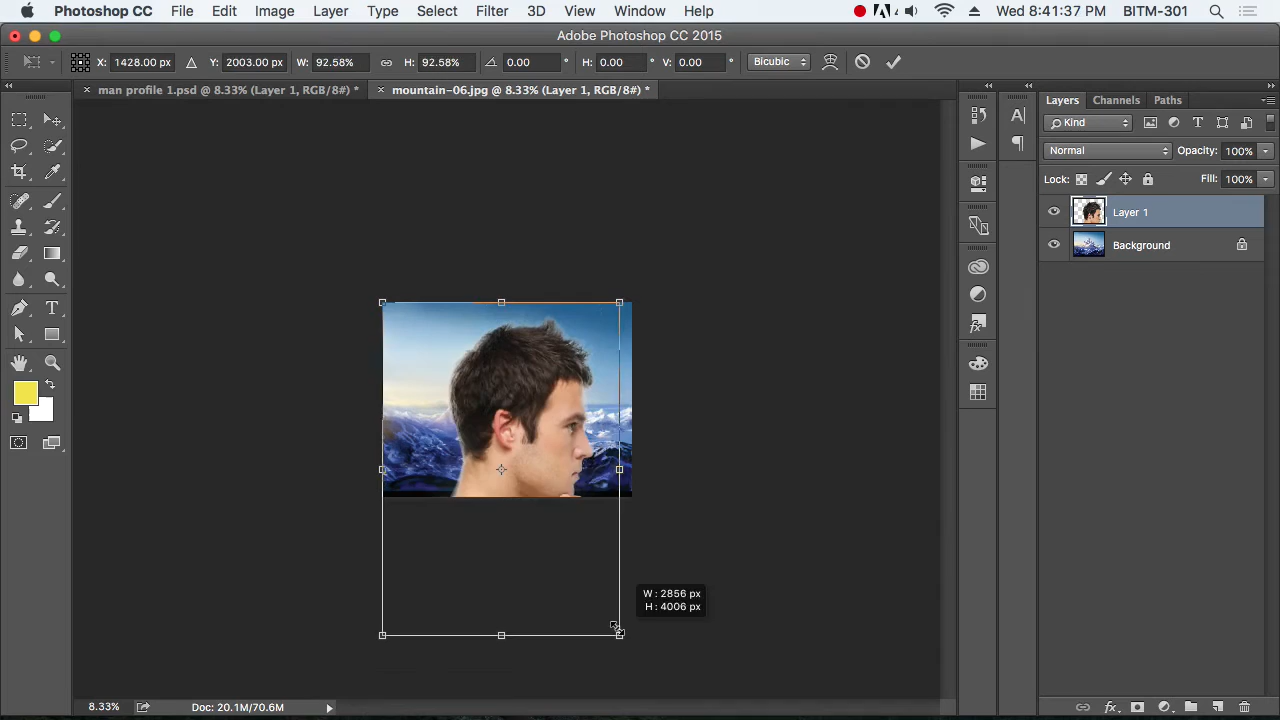 Photoshop CC File Edit Image Layer Type Select Filter 3D View Window Help Wed 8:41:37 PM BITM-301
Adobe Photoshop CC 2015
X: 1428.00 px Y: 2003.00 px W: 92.58% H: 92.58% 0.00 ° H: 0.00 ° V: 0.00 ° Bicubic
× man profile 1.psd @ 8.33% (Layer 1, RGB/8#) * × mountain-06.jpg @ 8.33% (Layer 1, RGB/8#) *
Layers Channels Paths
Kind
Normal Opacity: 100%
Lock: Fill: 100%
Layer 1
Background
W : 2856 px
H : 4006 px
8.33% Doc: 20.1M/70.6M